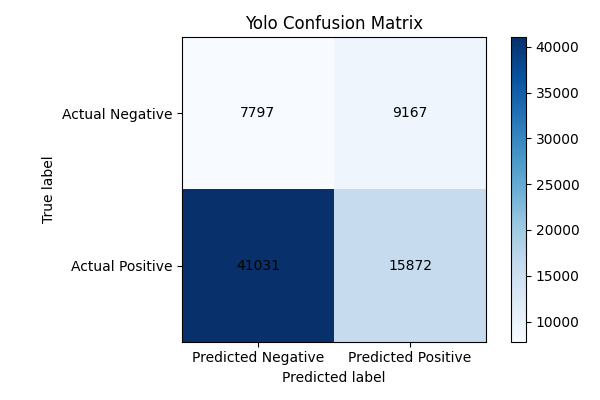 Yolo Confusion Matrix
40000
35000
30000
25000
20000
15000
10000
True label
Actual Negative
7797 9167
Actual Positive
41031 15872
Predicted Negative Predicted Positive
Predicted label